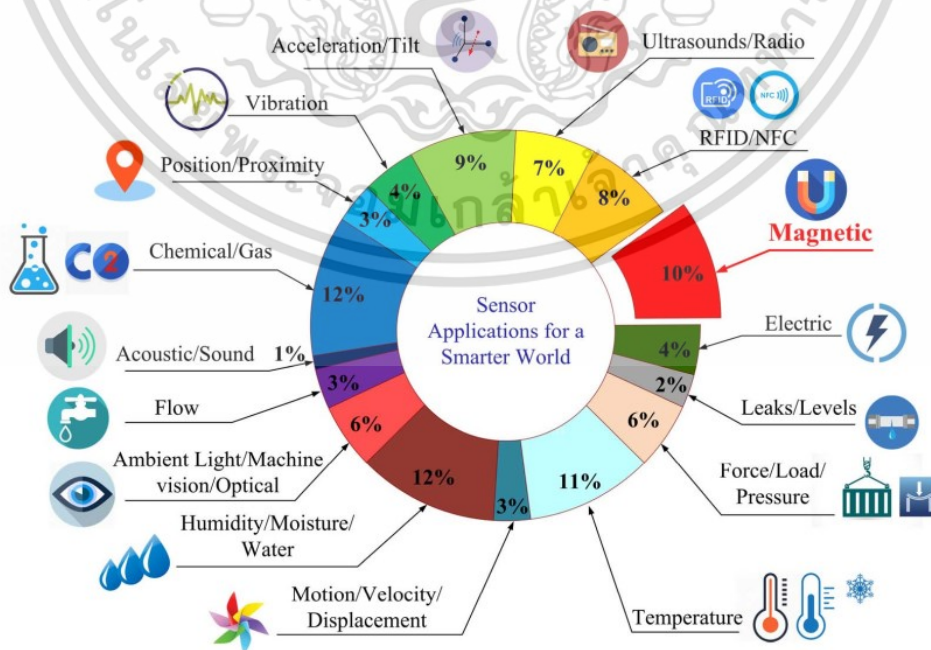 Acceleration/Tilt
Ultrasounds/Radio
Vibration
RFID
NFC
RFID/NFC
Position/Proximity
9%
7%
4%
8%
3%
Magnetic
Chemical/Gas
CO2
12%
10%
Sensor
Applications for a
Smarter World
Electric
Acoustic/Sound
1%
4%
Flow
3%
2%
Leaks/Levels
6%
6%
Ambient Light/Machine
vision/Optical
12%
11%
Force/Load/
Pressure
3%
Humidity/Moisture/
Water
Motion/Velocity/
Displacement
Temperature